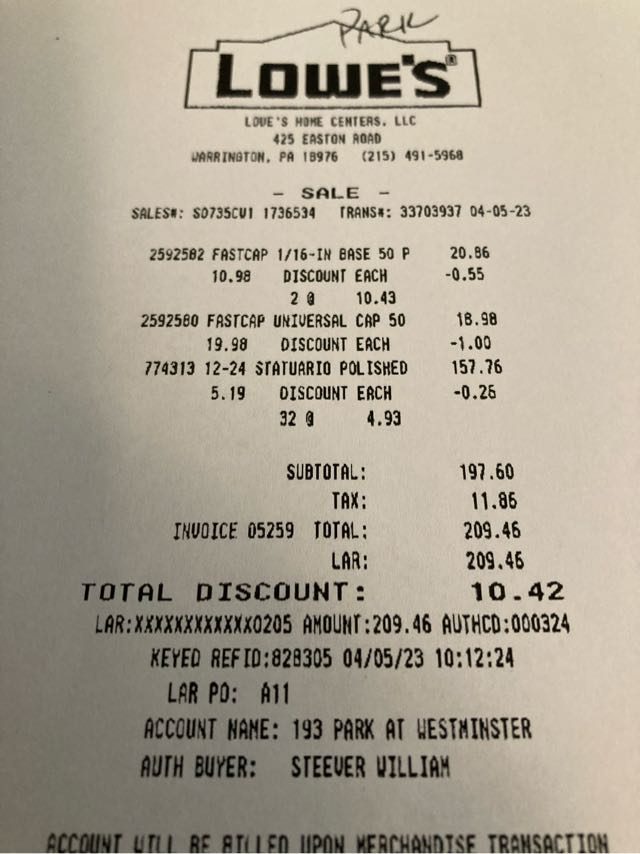 PARK
LOWE'S®
LOWE'S HOME CENTERS, LLC
425 EASTON ROAD
WARRINGTON, PA 18976 (215) 491-5968
- SALE -
SALES#: S0735CW1 1736534 TRANS#: 33703937 04-05-23
2592582 FASTCAP 1/16-IN BASE 50 P 20.86
10.98 DISCOUNT EACH -0.55
2 @ 10.43
2592580 FASTCAP UNIVERSAL CAP 50 18.98
19.98 DISCOUNT EACH -1.00
774313 12-24 STATUARIO POLISHED 157.76
5.19 DISCOUNT EACH -0.26
32 @ 4.93
SUBTOTAL: 197.60
TAX: 11.86
INVOICE 05259 TOTAL: 209.46
LAR: 209.46
TOTAL DISCOUNT: 10.42
LAR:XXXXXXXXXXXX0205 AMOUNT:209.46 AUTHCD:000324
KEYED REFID:828305 04/05/23 10:12:24
LAR PO: A11
ACCOUNT NAME: 193 PARK AT WESTMINSTER
AUTH BUYER: STEEVER WILLIAM
ACCOUNT WILL BE BILLED UPON MERCHANDISE TRANSACTION